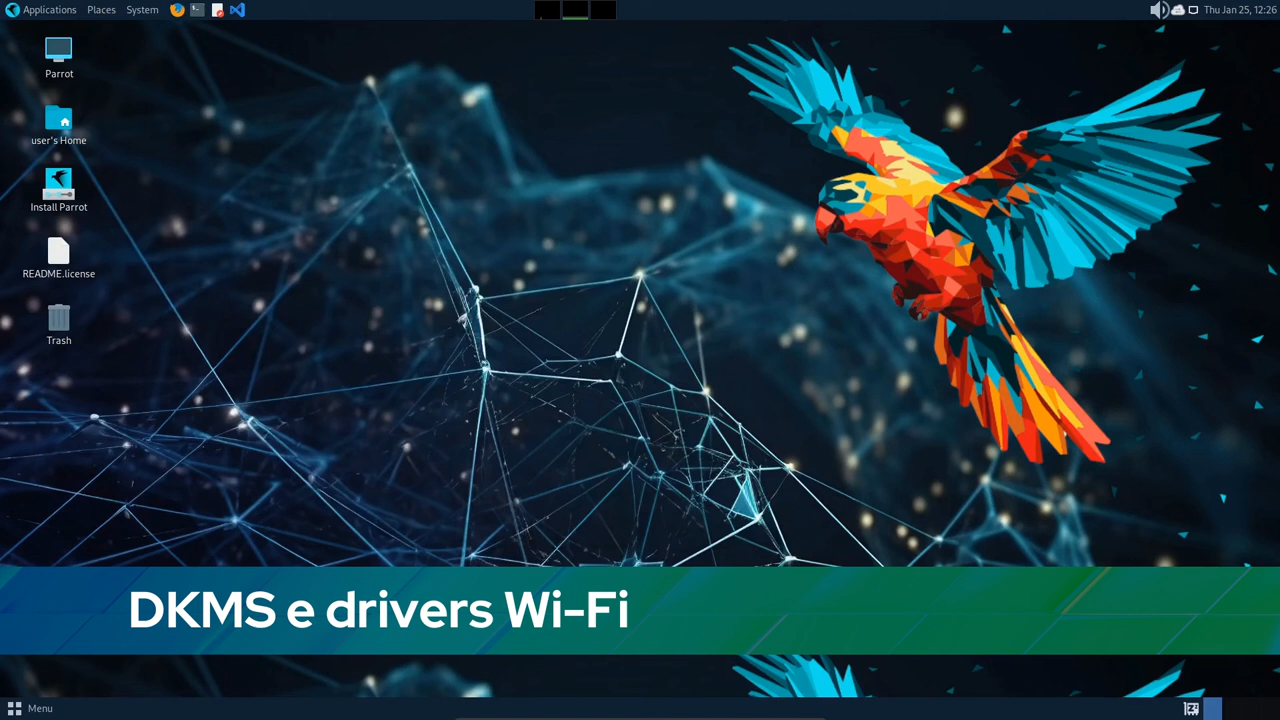 Applications Places System
Thu Jan 25, 12:26
Parrot
user's Home
Install Parrot
README.license
Trash
DKMS e drivers Wi-Fi
Menu